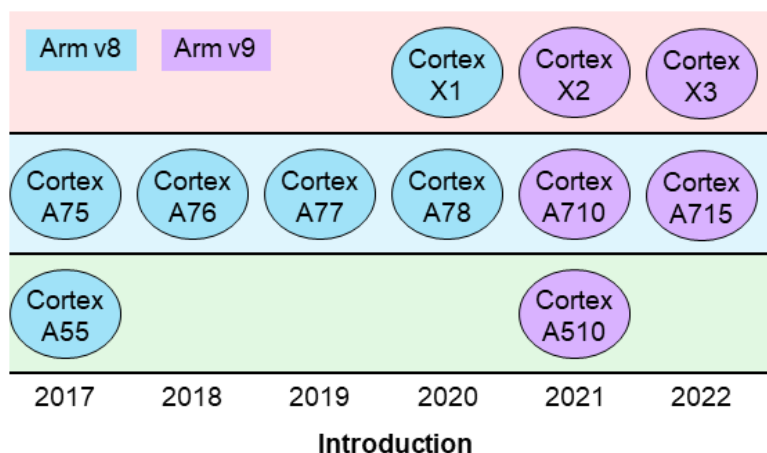 Arm v8
Arm v9
Cortex
X1
Cortex
X2
Cortex
X3
Cortex
A75
Cortex
A76
Cortex
A77
Cortex
A78
Cortex
A710
Cortex
A715
Cortex
A55
Cortex
A510
2017 2018 2019 2020 2021 2022
Introduction